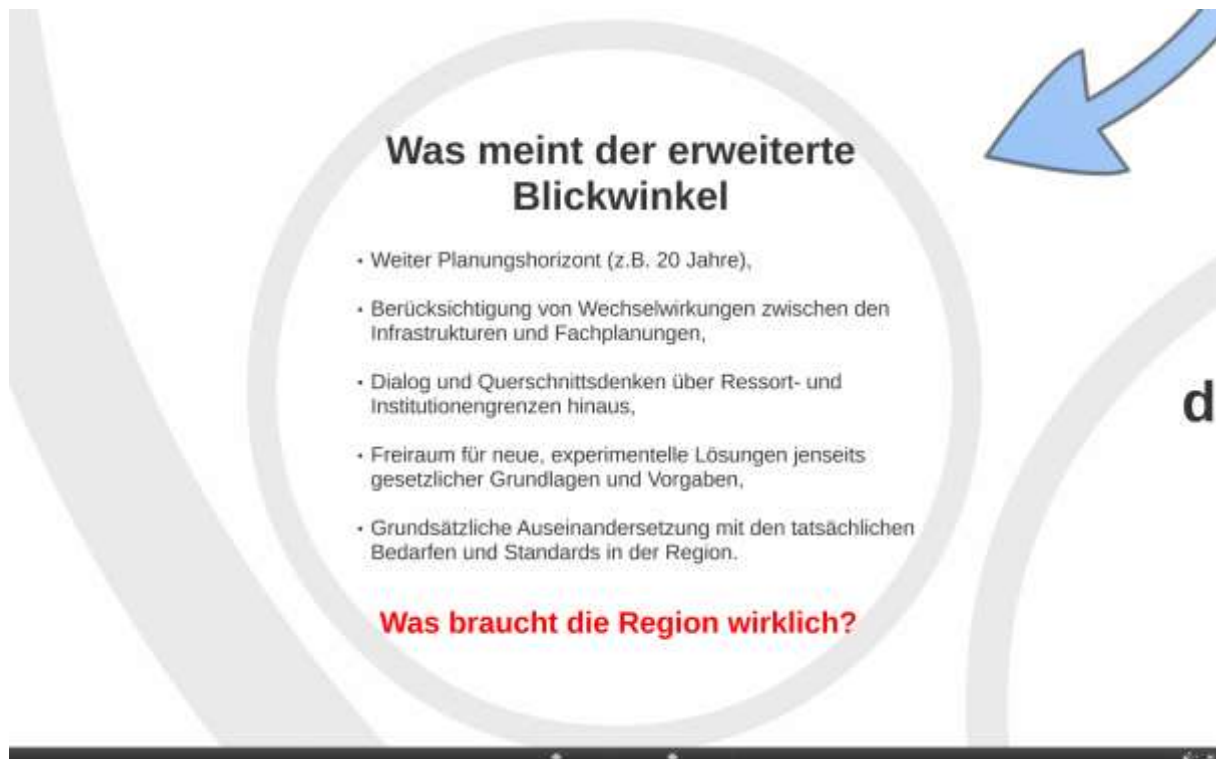 Was meint der erweiterte
Blickwinkel
• Weiter Planungshorizont (z.B. 20 Jahre),
• Berücksichtigung von Wechselwirkungen zwischen den
Infrastrukturen und Fachplanungen,
• Dialog und Querschnittsdenken über Ressort- und
Institutionengrenzen hinaus,
• Freiraum für neue, experimentelle Lösungen jenseits
gesetzlicher Grundlagen und Vorgaben,
• Grundsätzliche Auseinandersetzung mit den tatsächlichen
Bedarfen und Standards in der Region.
Was braucht die Region wirklich?
d